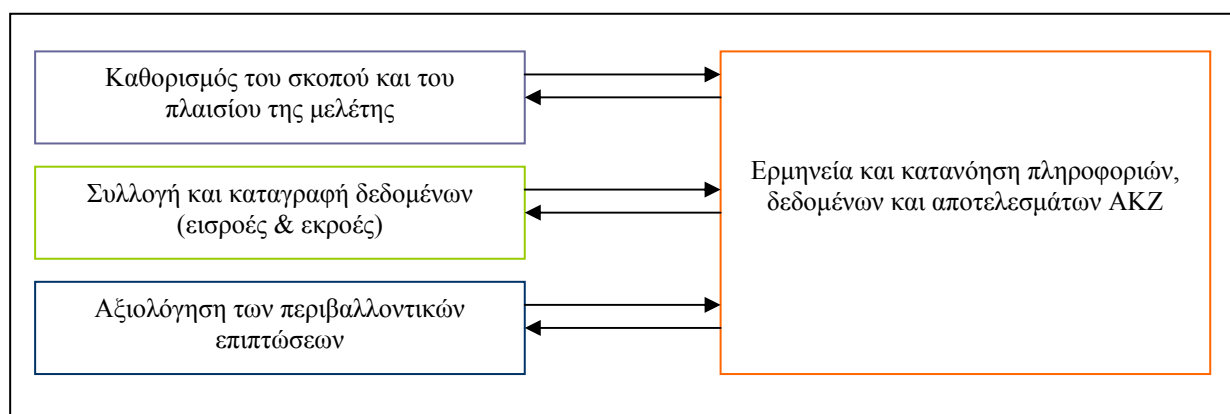 Καθορισμός του σκοπού και του
πλαισίου της μελέτης
Συλλογή και καταγραφή δεδομένων
(εισροές & εκροές)
Αξιολόγηση των περιβαλλοντικών
επιπτώσεων
Ερμηνεία και κατανόηση πληροφοριών,
δεδομένων και αποτελεσμάτων ΑΚΖ